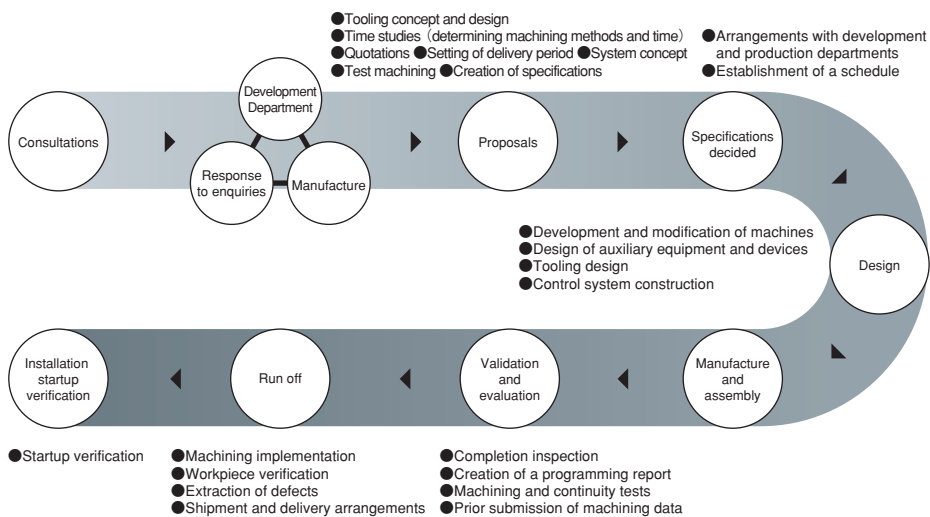 ●Tooling concept and design
●Time studies (determining machining methods and time)
●Quotations ●Setting of delivery period ●System concept
●Test machining ●Creation of specifications
●Arrangements with development
and production departments
●Establishment of a schedule
Consultations
Development
Department
Response
to enquiries
Manufacture
Proposals
Specifications
decided
●Development and modification of machines
●Design of auxiliary equipment and devices
●Tooling design
●Control system construction
Design
Installation
startup
verification
Run off
Validation
and
evaluation
Manufacture
and
assembly
●Startup verification
●Machining implementation
●Workpiece verification
●Extraction of defects
●Shipment and delivery arrangements
●Completion inspection
●Creation of a programming report
●Machining and continuity tests
●Prior submission of machining data